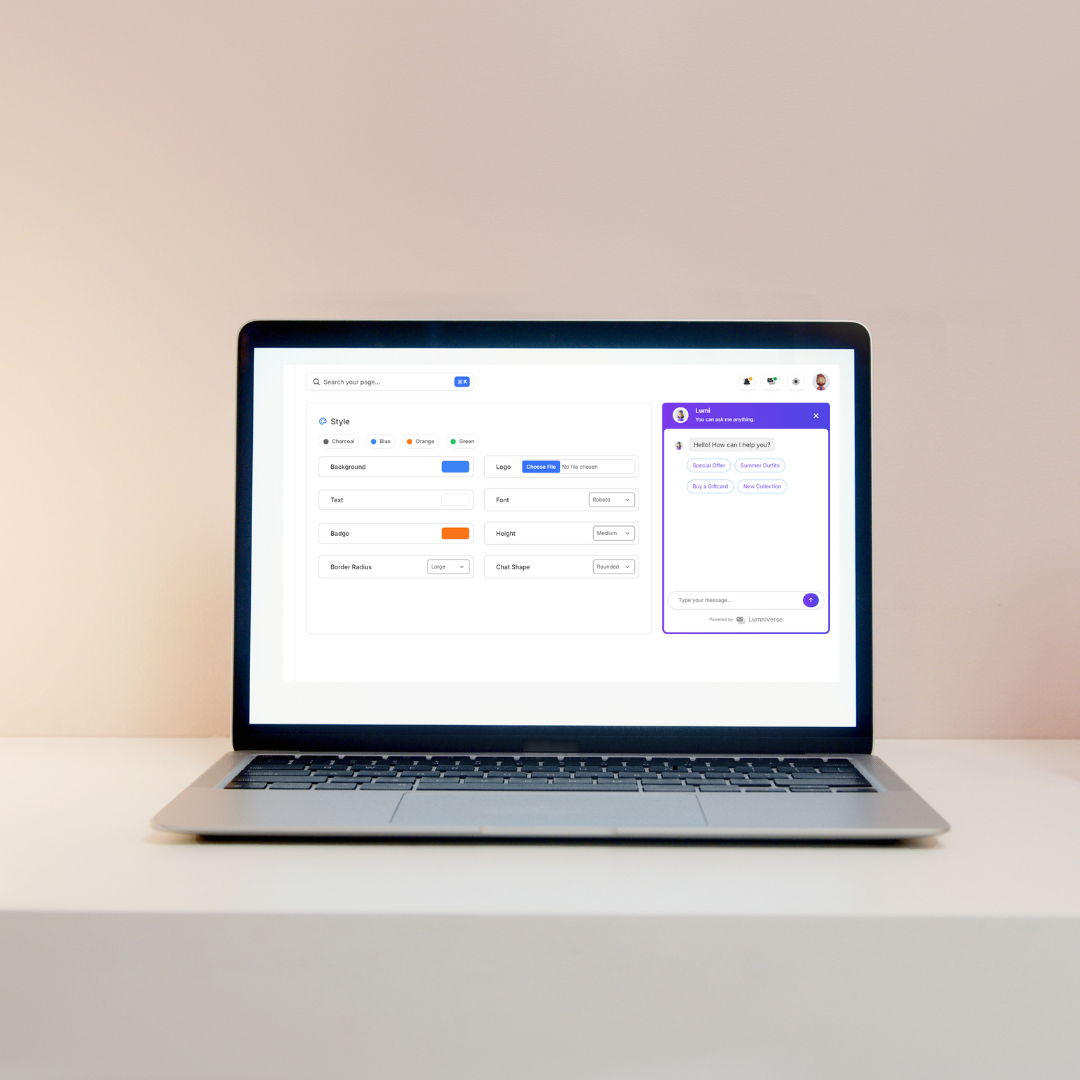 Search your page... ⌘ K
Style
Charcoal Blue Orange Green
Background
Logo Choose File No file chosen
Text
Font Roboto
Badge
Height Medium
Border Radius Large
Chat Shape Rounded
Lumi
You can ask me anything.
Hello! How can I help you?
Special Offer Summer Outfits
Buy a Giftcard New Collection
Type your message...
Powered by Lumniverse